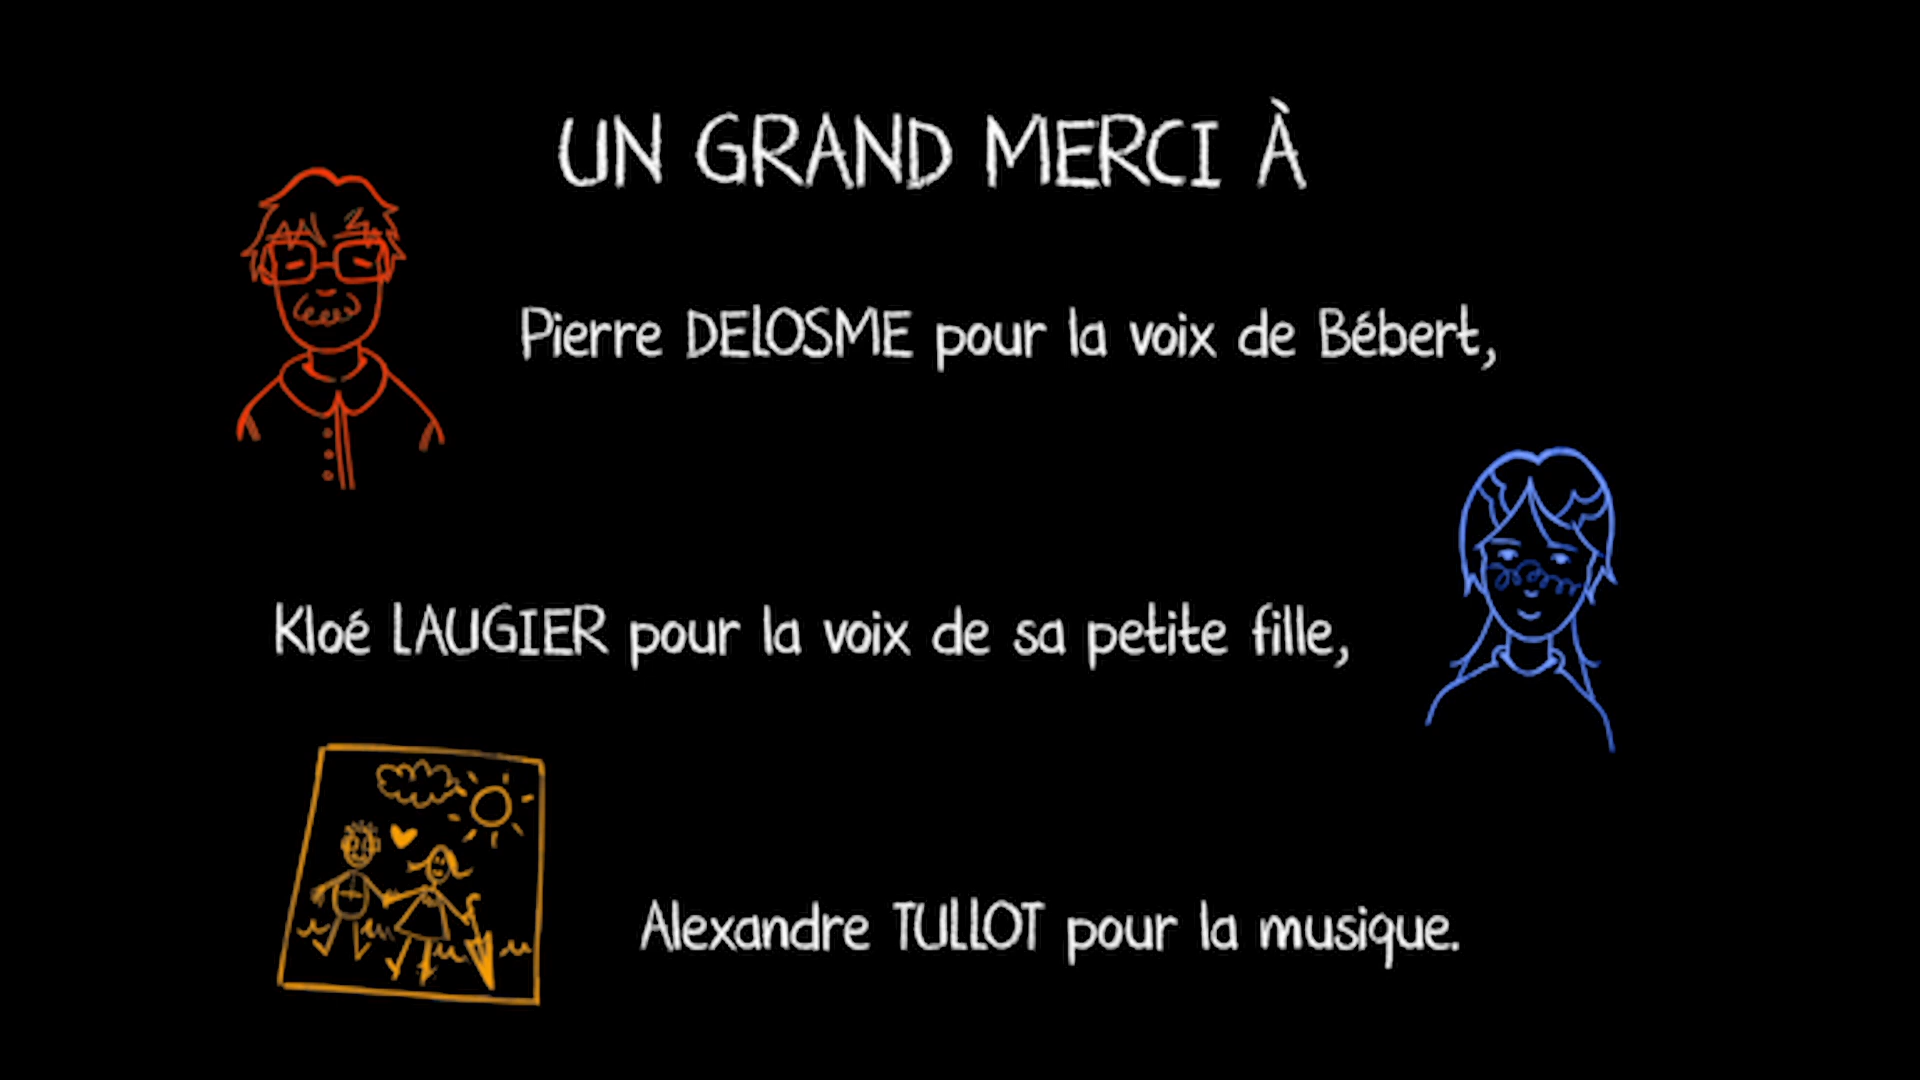 UN GRAND MERCI À
Pierre DELOSME pour la voix de Bébert,
Kloé LAUGIER pour la voix de sa petite fille,
Alexandre TULLOT pour la musique.